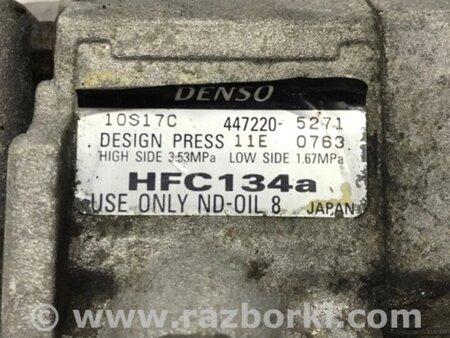 DENSO
10S17C 447220- 5271
DESIGN PRESS 11E 0763
HIGH SIDE 3.53MPa LOW SIDE 1.67MPa
HFC134a
USE ONLY ND-OIL 8 JAPAN
© www.razborki.com